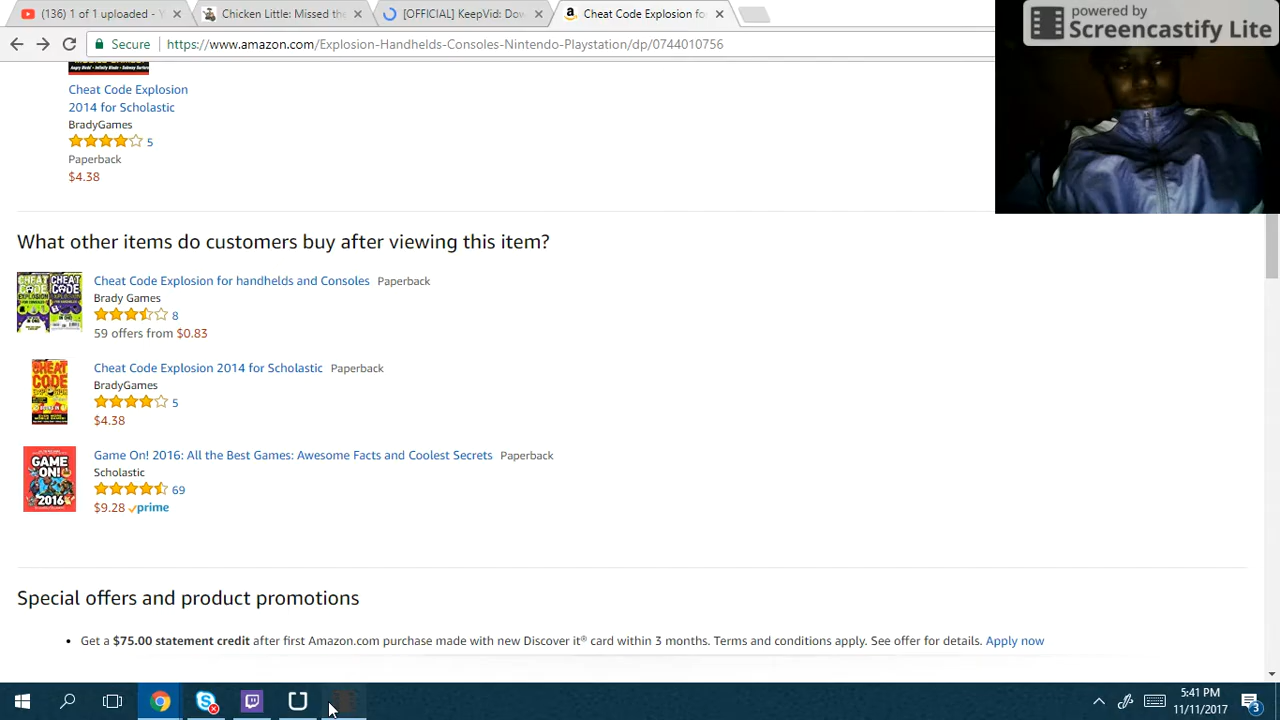 (136) 1 of 1 uploaded - Chicken Little: Missed t [OFFICIAL] KeepVid: Dow Cheat Code Explosion fo
powered by
Screencastify Lite
Secure https://www.amazon.com/Explosion-Handhelds-Consoles-Nintendo-Playstation/dp/0744010756
Cheat Code Explosion
2014 for Scholastic
BradyGames
5
Paperback
$4.38
What other items do customers buy after viewing this item?
Cheat Code Explosion for handhelds and Consoles Paperback
Brady Games
8
59 offers from $0.83
Cheat Code Explosion 2014 for Scholastic Paperback
BradyGames
5
$4.38
Game On! 2016: All the Best Games: Awesome Facts and Coolest Secrets Paperback
Scholastic
69
$9.28 prime
GAME
ON!
2016
Special offers and product promotions
• Get a $75.00 statement credit after first Amazon.com purchase made with new Discover it® card within 3 months. Terms and conditions apply. See offer for details. Apply now
5:41 PM
11/11/2017
3